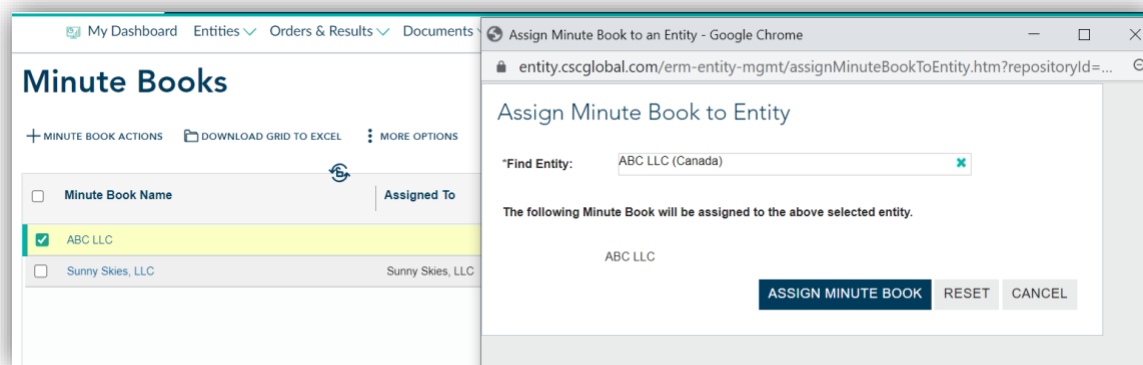 My Dashboard Entities Orders & Results Documents
Minute Books
MINUTE BOOK ACTIONS DOWNLOAD GRID TO EXCEL MORE OPTIONS
Minute Book Name Assigned To
ABC LLC
Sunny Skies, LLC Sunny Skies, LLC
Assign Minute Book to an Entity - Google Chrome
entity.cscglobal.com/erm-entity-mgmt/assignMinuteBookToEntity.htm?repositoryId=...
Assign Minute Book to Entity
*Find Entity: ABC LLC (Canada)
The following Minute Book will be assigned to the above selected entity.
ABC LLC
ASSIGN MINUTE BOOK RESET CANCEL